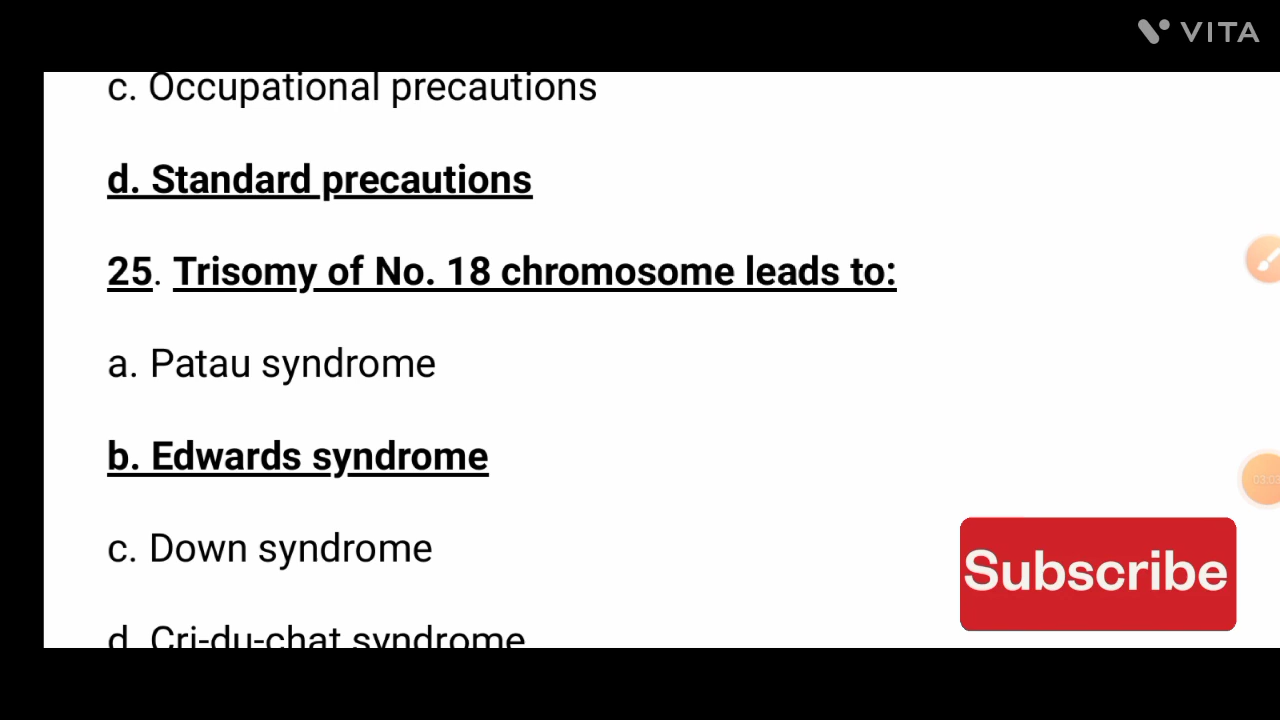 VITA
c. Occupational precautions
d. Standard precautions
25. Trisomy of No. 18 chromosome leads to:
a. Patau syndrome
b. Edwards syndrome
c. Down syndrome
Subscribe
d. Cri-du-chat syndrome